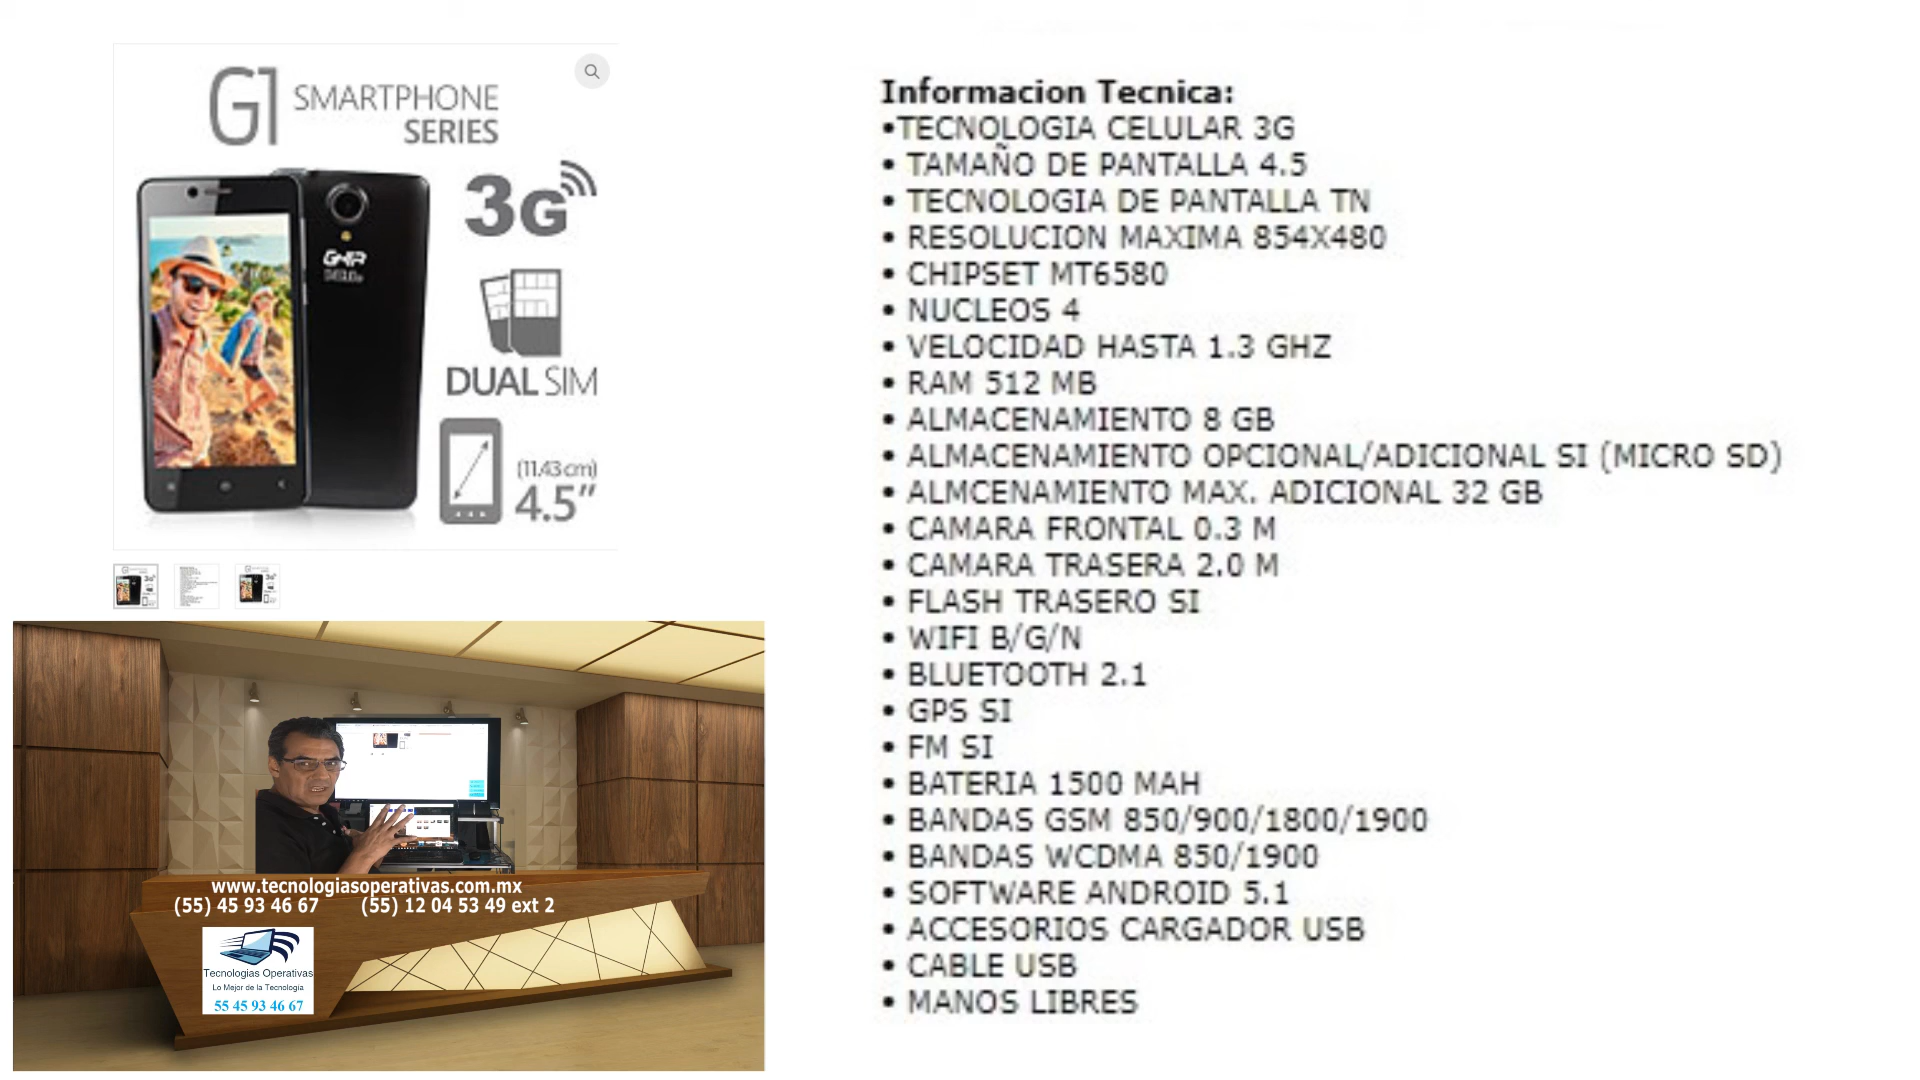 G1 SMARTPHONE
SERIES
3G
GHIA
DUAL SIM
(11.43 cm)
4.5"
www.tecnologiasoperativas.com.mx
(55) 45 93 46 67 (55) 12 04 53 49 ext 2
Tecnologias Operativas
Lo Mejor de la Tecnología
55 45 93 46 67
Informacion Tecnica:
•TECNOLOGIA CELULAR 3G
• TAMAÑO DE PANTALLA 4.5
• TECNOLOGIA DE PANTALLA TN
• RESOLUCION MAXIMA 854X480
• CHIPSET MT6580
• NUCLEOS 4
• VELOCIDAD HASTA 1.3 GHZ
• RAM 512 MB
• ALMACENAMIENTO 8 GB
• ALMACENAMIENTO OPCIONAL/ADICIONAL SI (MICRO SD)
• ALMCENAMIENTO MAX. ADICIONAL 32 GB
• CAMARA FRONTAL 0.3 M
• CAMARA TRASERA 2.0 M
• FLASH TRASERO SI
• WIFI B/G/N
• BLUETOOTH 2.1
• GPS SI
• FM SI
• BATERIA 1500 MAH
• BANDAS GSM 850/900/1800/1900
• BANDAS WCDMA 850/1900
• SOFTWARE ANDROID 5.1
• ACCESORIOS CARGADOR USB
• CABLE USB
• MANOS LIBRES